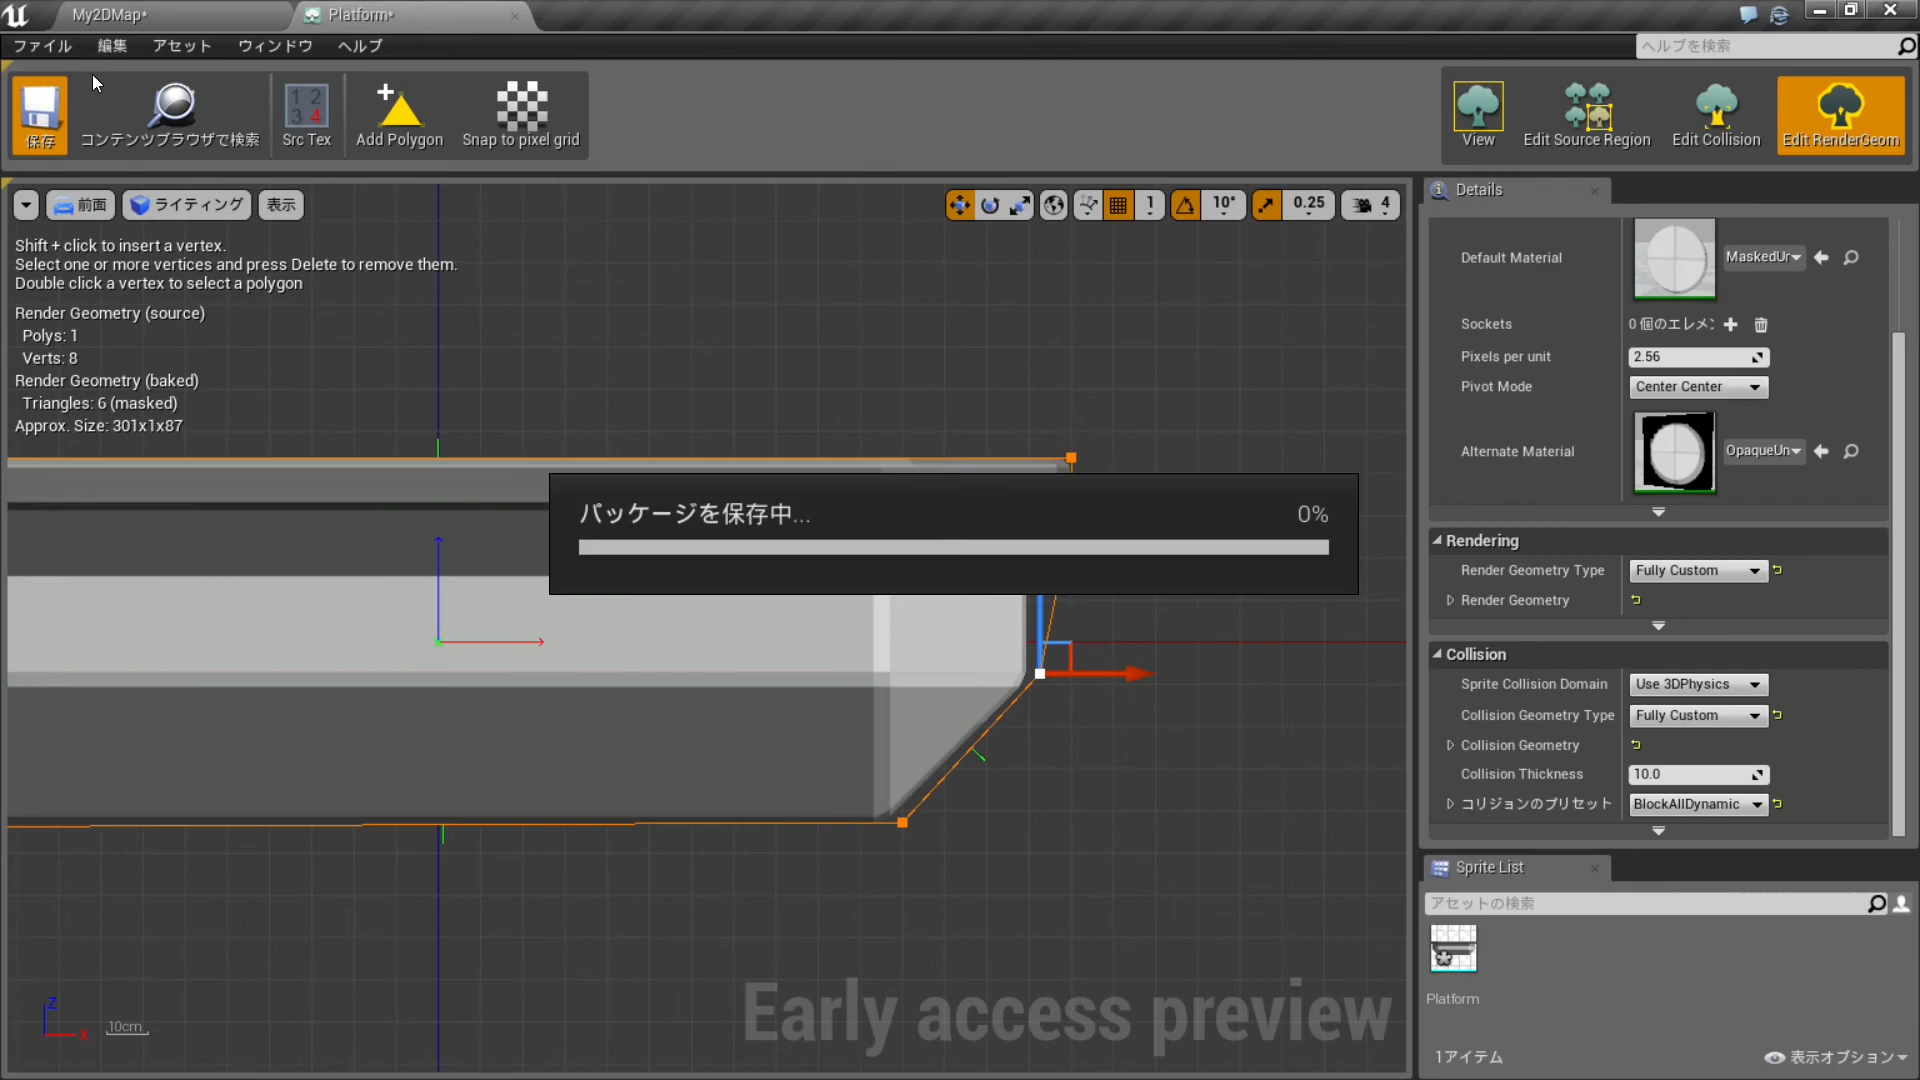 My2DMap*
Platform*
ファイル 編集 アセット ウィンドウ ヘルプ
ヘルプを検索
保存
コンテンツブラウザで検索
1 2
3 4
Src Tex
Add Polygon
Snap to pixel grid
View
Edit Source Region
Edit Collision
Edit RenderGeom
前面
ライティング
表示
1
10°
0.25
4
Shift + click to insert a vertex.
Select one or more vertices and press Delete to remove them.
Double click a vertex to select a polygon
Render Geometry (source)
Polys: 1
Verts: 8
Render Geometry (baked)
Triangles: 6 (masked)
Approx. Size: 301x1x87
パッケージを保存中...
0%
Z
X
10cm
Early access preview
Details
Default Material
MaskedUr
Sockets
0 個のエレメン
Pixels per unit
2.56
Pivot Mode
Center Center
Alternate Material
OpaqueUn
Rendering
Render Geometry Type
Fully Custom
Render Geometry
Collision
Sprite Collision Domain
Use 3DPhysics
Collision Geometry Type
Fully Custom
Collision Geometry
Collision Thickness
10.0
コリジョンのプリセット
BlockAllDynamic
Sprite List
アセットの検索
Platform
1アイテム
表示オプション